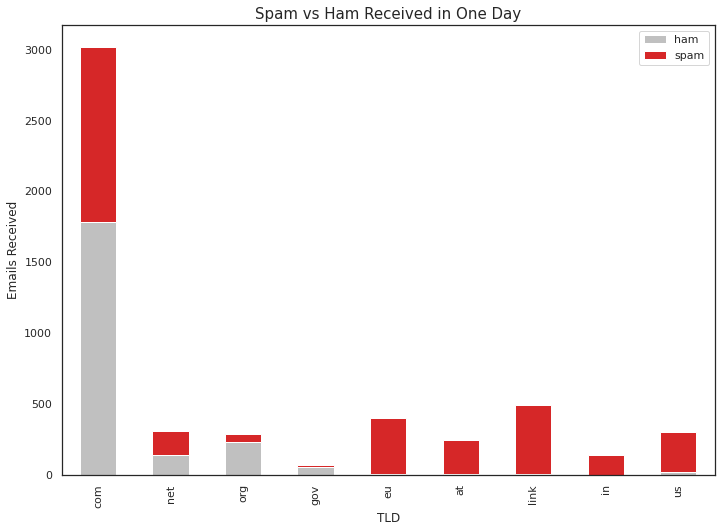 Spam vs Ham Received in One Day
ham
spam
Emails Received
3000
2500
2000
1500
1000
500
0
com
net
org
gov
eu
at
link
in
us
TLD